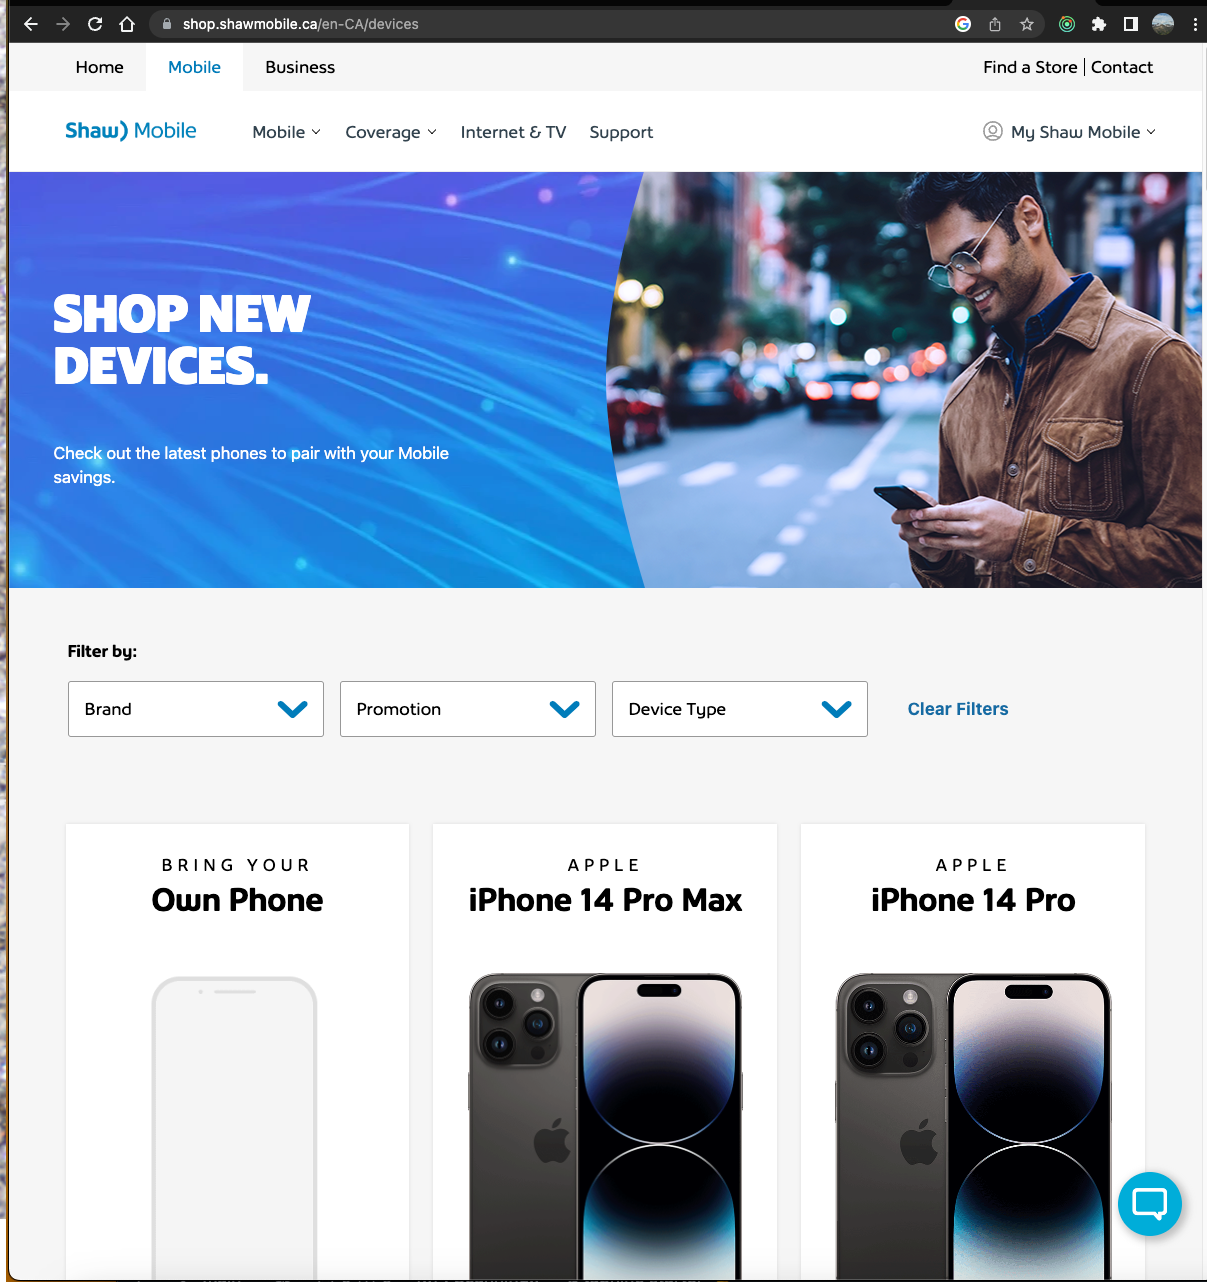 shop.shawmobile.ca/en-CA/devices
Home Mobile Business Find a Store | Contact
Shaw) Mobile Mobile Coverage Internet & TV Support My Shaw Mobile
SHOP NEW
DEVICES.
Check out the latest phones to pair with your Mobile
savings.
Filter by:
Brand Promotion Device Type Clear Filters
BRING YOUR
Own Phone
APPLE
iPhone 14 Pro Max
APPLE
iPhone 14 Pro